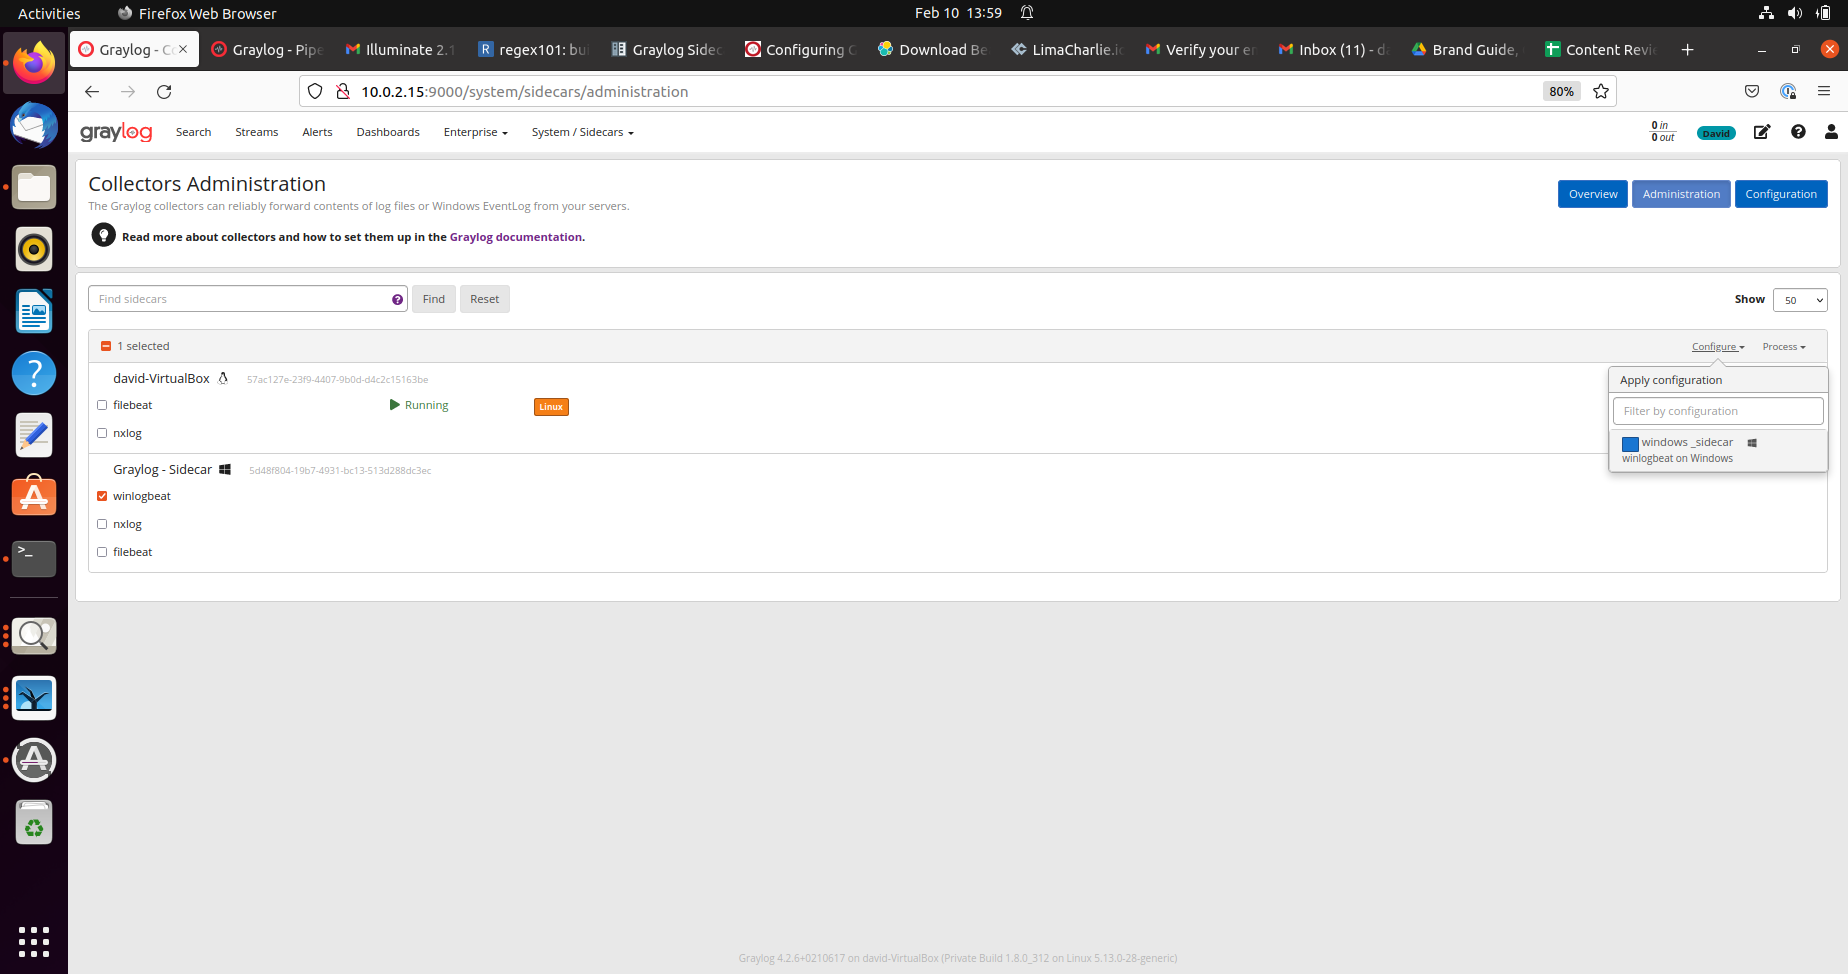 Activities Firefox Web Browser Feb 10 13:59
Graylog - Co Graylog - Pipe Illuminate 2.1 regex101: bui Graylog Sidec Configuring G Download Be LimaCharlie.io Verify your em Inbox (11) - da Brand Guide, Content Revie
10.0.2.15:9000/system/sidecars/administration 80%
graylog Search Streams Alerts Dashboards Enterprise System / Sidecars 0 in 0 out David
Collectors Administration
The Graylog collectors can reliably forward contents of log files or Windows EventLog from your servers.
Overview Administration Configuration
Read more about collectors and how to set them up in the Graylog documentation.
Find sidecars Find Reset Show 50
1 selected Configure Process
david-VirtualBox 57ac127e-23f9-4407-9b0d-d4c2c15163be
filebeat Running Linux
nxlog
Graylog - Sidecar 5d48f804-19b7-4931-bc13-513d288dc3ec
winlogbeat
nxlog
filebeat
Apply configuration
Filter by configuration
windows _sidecar
winlogbeat on Windows
Graylog 4.2.6+0210617 on david-VirtualBox (Private Build 1.8.0_312 on Linux 5.13.0-28-generic)